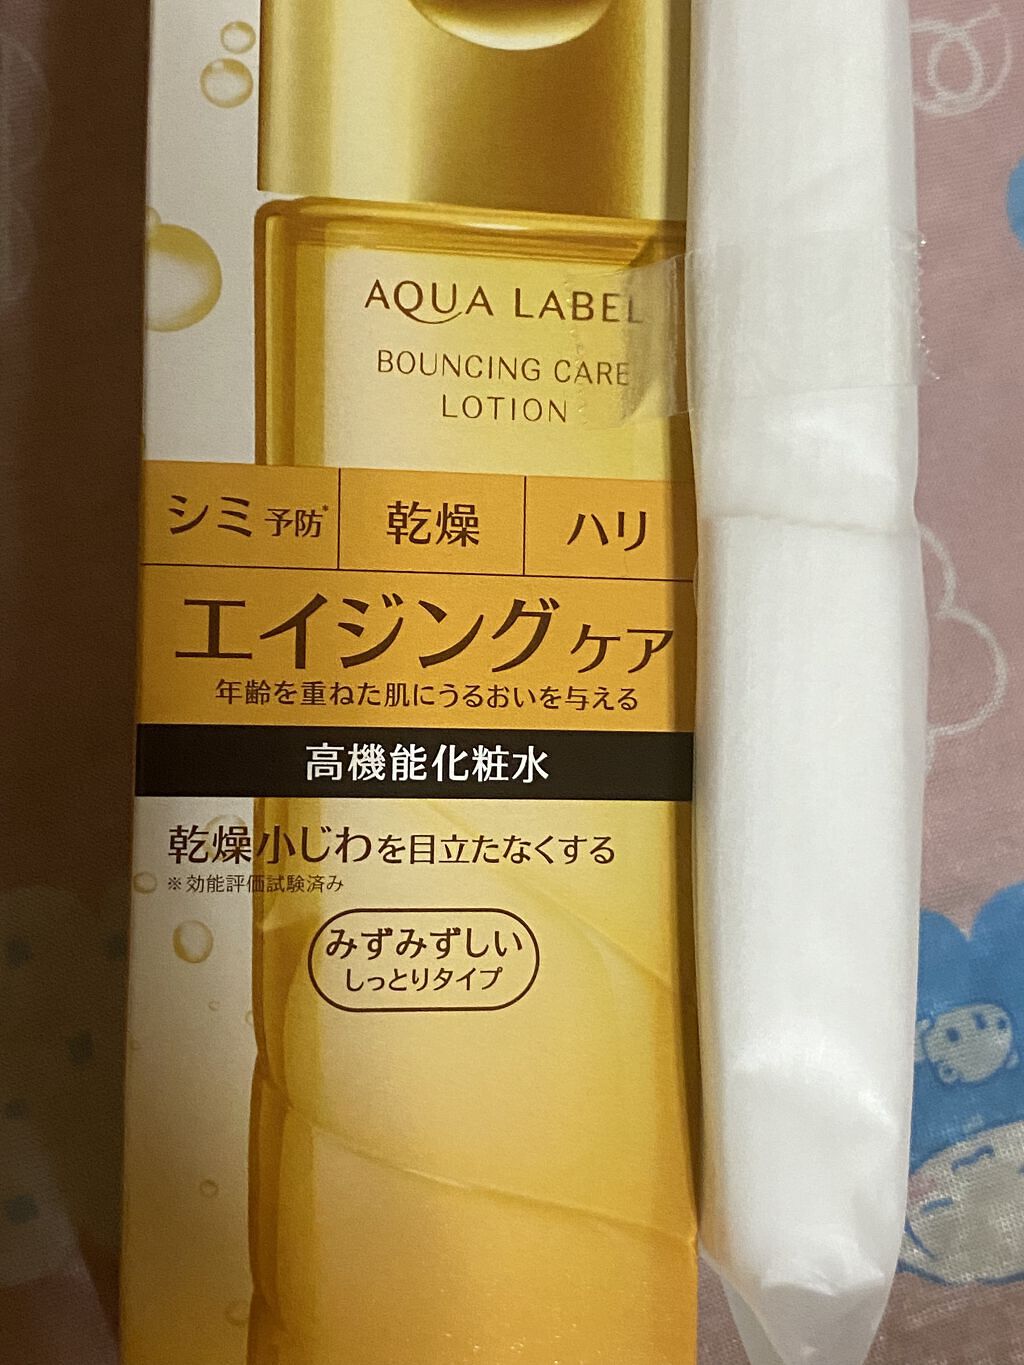 AQUA LABEL
BOUNCING CARE
LOTION
シミ予防* 乾燥 ハリ
エイジングケア
年齢を重ねた肌にうるおいを与える
高機能化粧水
乾燥小じわを目立たなくする
※効能評価試験済み
みずみずしい
しっとりタイプ